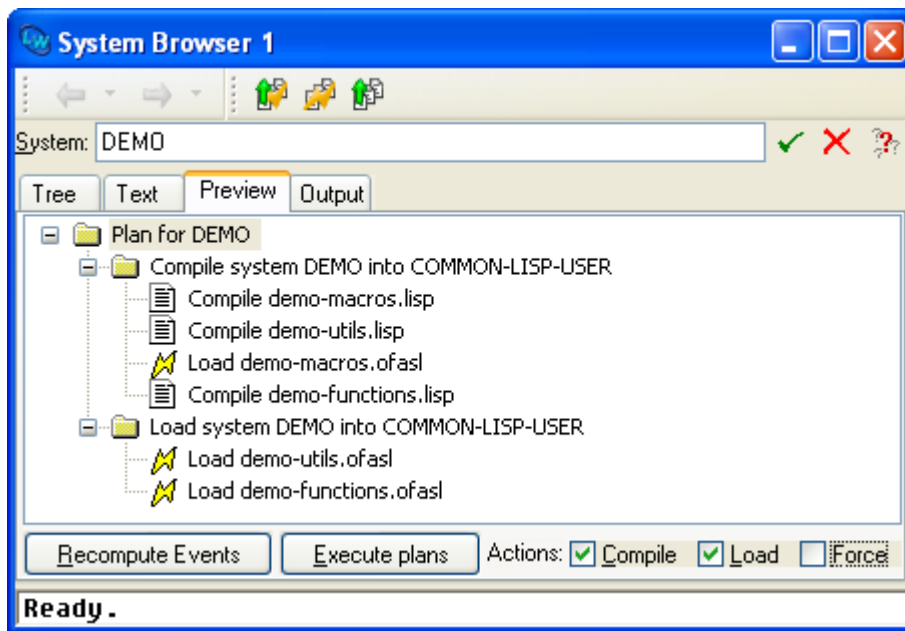 System Browser 1
System: DEMO
Tree Text Preview Output
Plan for DEMO
Compile system DEMO into COMMON-LISP-USER
Compile demo-macros.lisp
Compile demo-utils.lisp
Load demo-macros.ofasl
Compile demo-functions.lisp
Load system DEMO into COMMON-LISP-USER
Load demo-utils.ofasl
Load demo-functions.ofasl
Recompute Events Execute plans Actions: Compile Load Force
Ready.